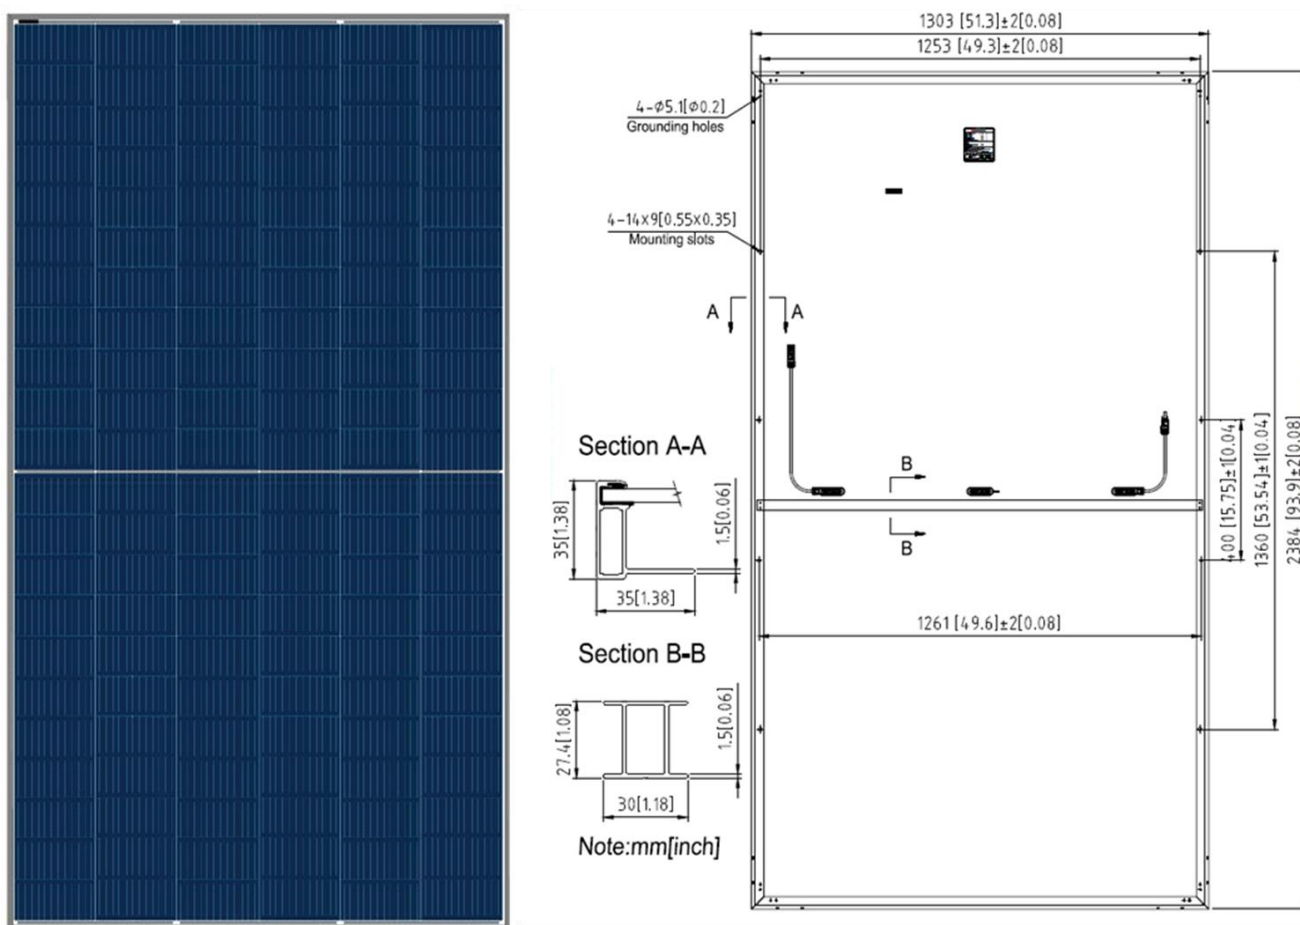 1303 [51.3]±2[0.08]
1253 [49.3]±2[0.08]
4-Ø5.1[Ø0.2]
Grounding holes
4-14x9[0.55x0.35]
Mounting slots
A
A
Section A-A
35[1.38]
1.5[0.06]
35[1.38]
B
B
400 [15.75]±1[0.04]
1360 [53.54]±1[0.04]
2384 [93.9]±2[0.08]
1261 [49.6]±2[0.08]
Section B-B
27.4[1.08]
1.5[0.06]
30[1.18]
Note:mm[inch]